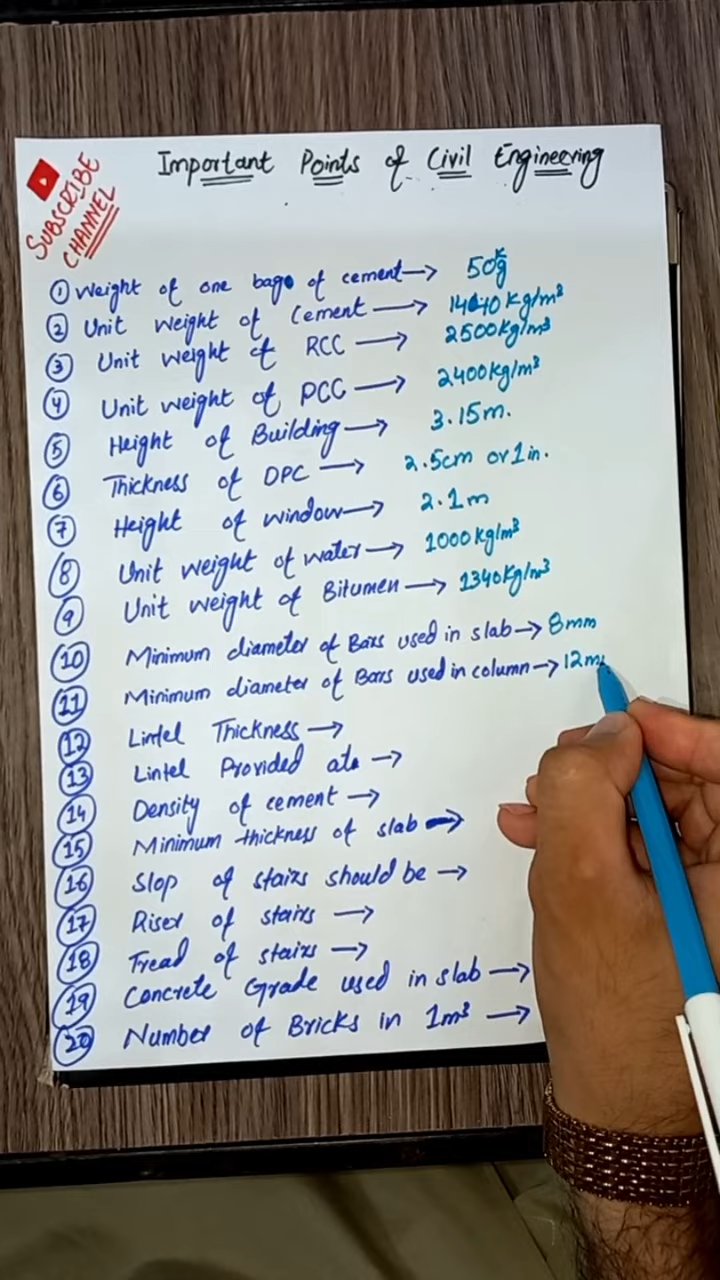 Important Points of Civil Engineering
SUBSCRIBE
CHANNEL
① Weight of one bag of cement → 50kg
② Unit Weight of Cement → 1440 kg/m³
③ Unit Weight of RCC → 2500kg/m³
④ Unit weight of PCC → 2400kg/m³
⑤ Height of Building → 3.15m.
⑥ Thickness of DPC → 2.5cm or 1in.
⑦ Height of window → 2.1m
⑧ Unit weight of water → 1000kg/m³
⑨ Unit weight of Bitumen → 1340kg/m³
⑩ Minimum diameter of Bars used in slab → 8mm
⑪ Minimum diameter of Bars used in column → 12m
⑫ Lintel Thickness →
⑬ Lintel Provided at →
⑭ Density of cement →
⑮ Minimum thickness of slab →
⑯ Slop of stairs should be →
⑰ Riser of stairs →
⑱ Tread of stairs →
⑲ Concrete Grade used in slab →
⑳ Number of Bricks in 1m³ →